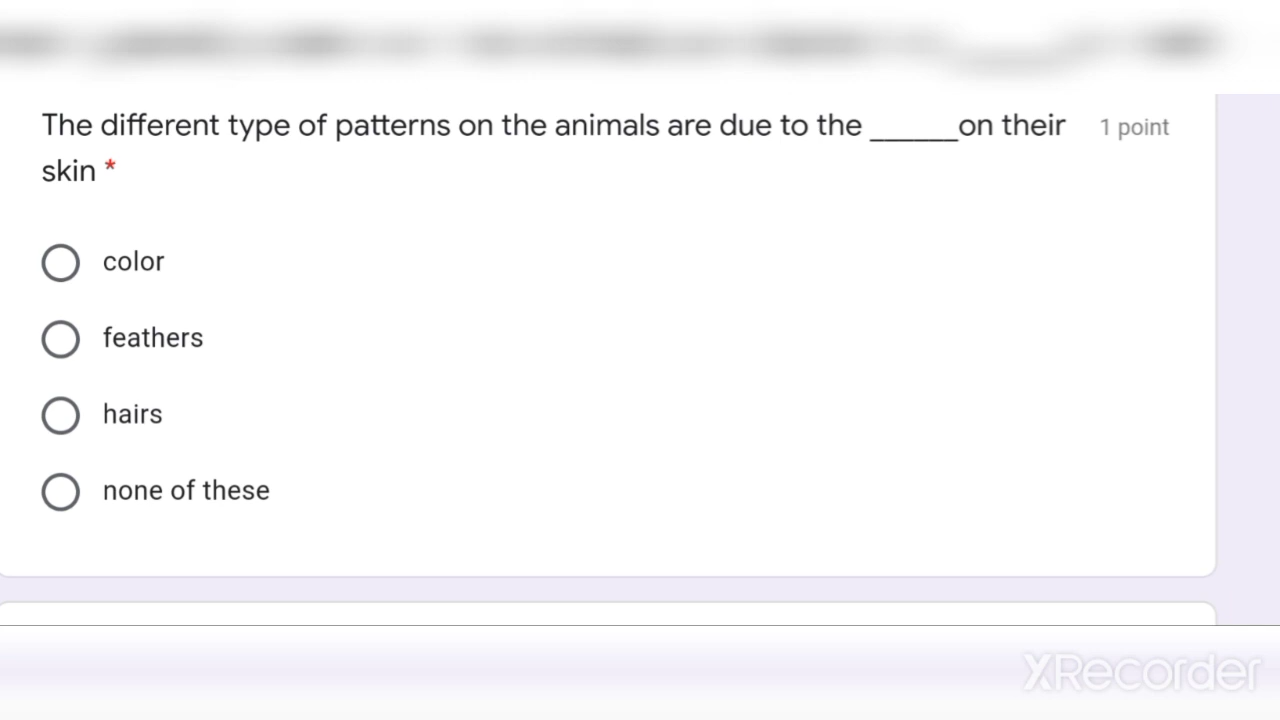 The different type of patterns on the animals are due to the ______on their 1 point
skin *
color
feathers
hairs
none of these
XRecorder